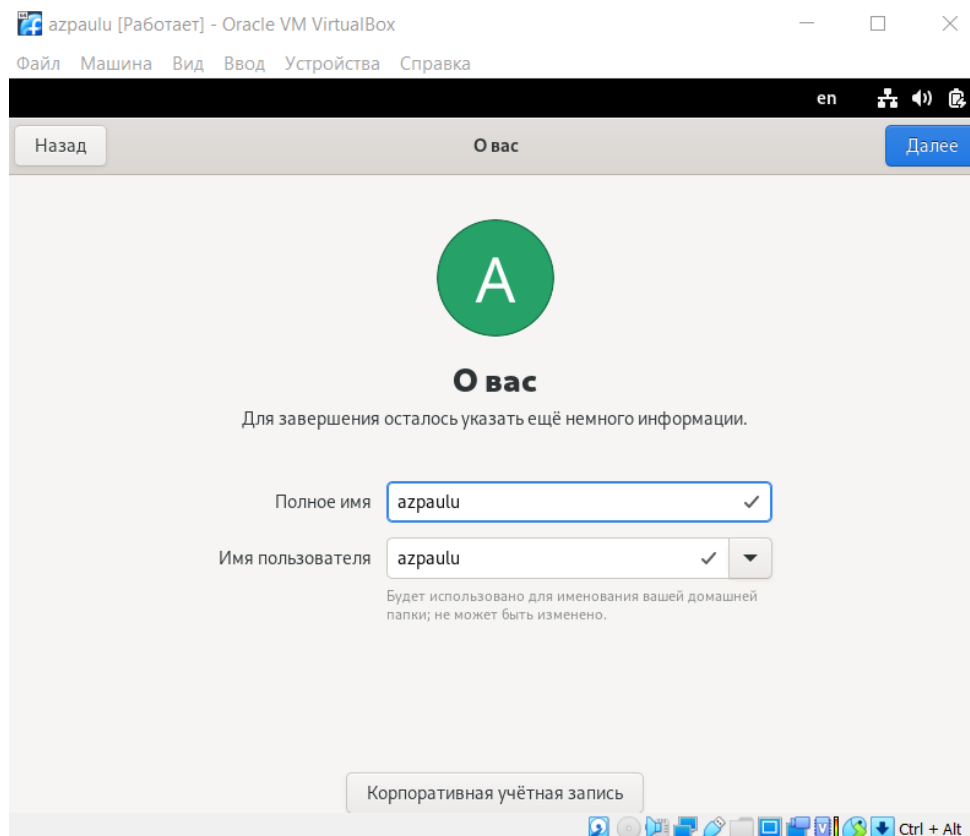 azpaulu [Работает] - Oracle VM VirtualBox
Файл Машина Вид Ввод Устройства Справка
en
Назад О вас Далее
A
О вас
Для завершения осталось указать ещё немного информации.
Полное имя azpaulu
Имя пользователя azpaulu
Будет использовано для именования вашей домашней
папки; не может быть изменено.
Корпоративная учётная запись
Ctrl + Alt